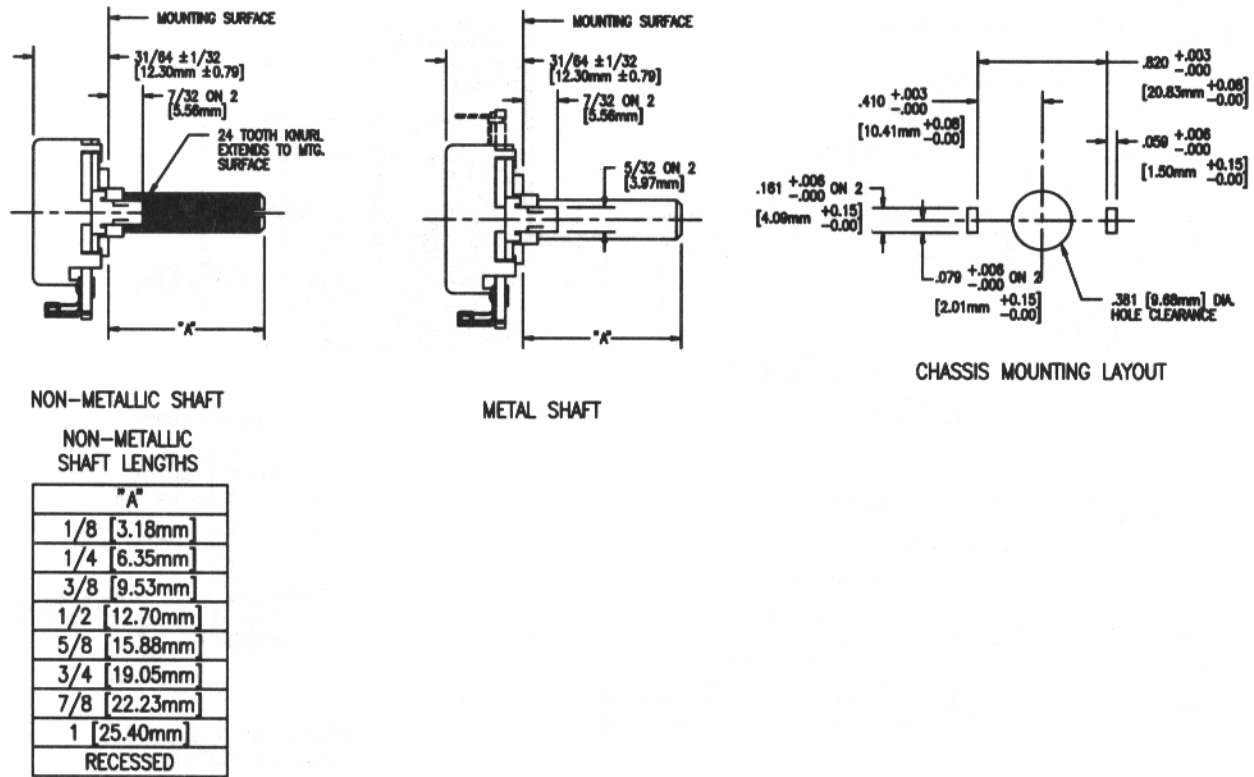 MOUNTING SURFACE
31/64 ±1/32
[12.30mm ±0.79]
7/32 ON 2
[5.56mm]
24 TOOTH KNURL
EXTENDS TO MTG.
SURFACE
"A"
NON-METALLIC SHAFT
MOUNTING SURFACE
31/64 ±1/32
[12.30mm ±0.79]
7/32 ON 2
[5.56mm]
5/32 ON 2
[3.97mm]
"A"
METAL SHAFT
.820 +.003 -.000
[20.83mm +0.08 -0.00]
.410 +.003 -.000
[10.41mm +0.08 -0.00]
.059 +.006 -.000
[1.50mm +0.15 -0.00]
.161 +.006 -.000 ON 2
[4.09mm +0.15 -0.00]
.079 +.006 -.000 ON 2
[2.01mm +0.15 -0.00]
.381 [9.68mm] DIA.
HOLE CLEARANCE
CHASSIS MOUNTING LAYOUT
NON-METALLIC
SHAFT LENGTHS
"A"
1/8 [3.18mm]
1/4 [6.35mm]
3/8 [9.53mm]
1/2 [12.70mm]
5/8 [15.88mm]
3/4 [19.05mm]
7/8 [22.23mm]
1 [25.40mm]
RECESSED